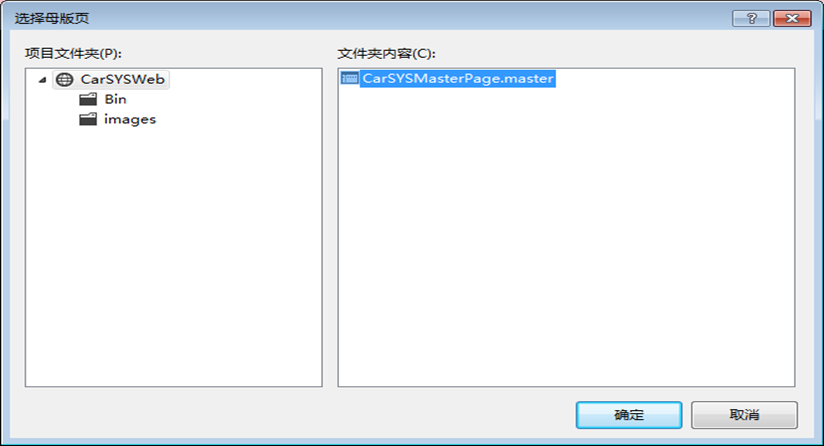 选择母版页
项目文件夹(P):
文件夹内容(C):
CarSYSWeb
Bin
images
CarSYSMasterPage.master
确定
取消